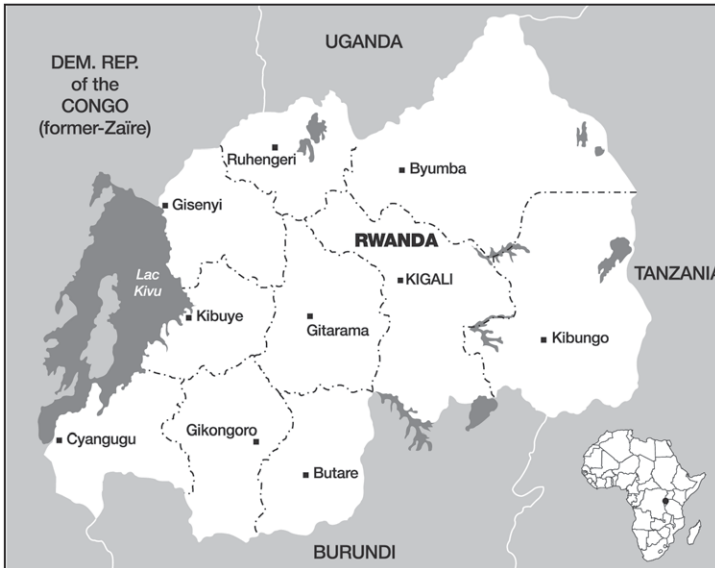 UGANDA
DEM. REP.
of the
CONGO
(former-Zaïre)
Ruhengeri
Byumba
Gisenyi
RWANDA
Lac
Kivu
KIGALI
TANZANIA
Kibuye
Gitarama
Kibungo
Cyangugu
Gikongoro
Butare
BURUNDI